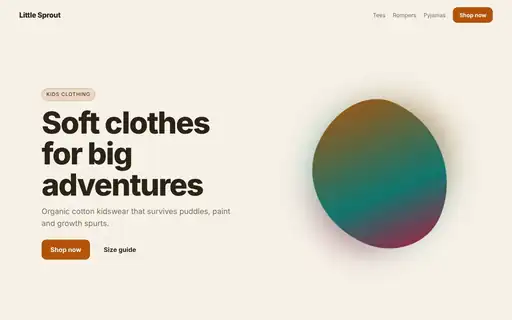 Little Sprout
Tees Rompers Pyjamas Shop now
KIDS CLOTHING
Soft clothes
for big
adventures
Organic cotton kidswear that survives puddles, paint
and growth spurts.
Shop now Size guide